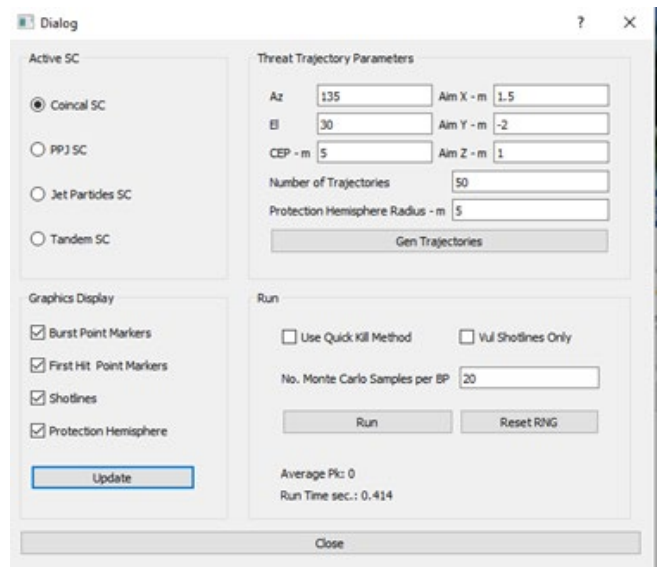 Dialog ? ×
Active SC
Coincal SC
PPJ SC
Jet Particles SC
Tandem SC
Threat Trajectory Parameters
Az 135 Aim X - m 1.5
El 30 Aim Y - m -2
CEP - m 5 Aim Z - m 1
Number of Trajectories 50
Protection Hemisphere Radius - m 5
Gen Trajectories
Graphics Display
Burst Point Markers
First Hit Point Markers
Shotlines
Protection Hemisphere
Update
Run
Use Quick Kill Method Vul Shotlines Only
No. Monte Carlo Samples per BP 20
Run Reset RNG
Average Pk: 0
Run Time sec.: 0.414
Close